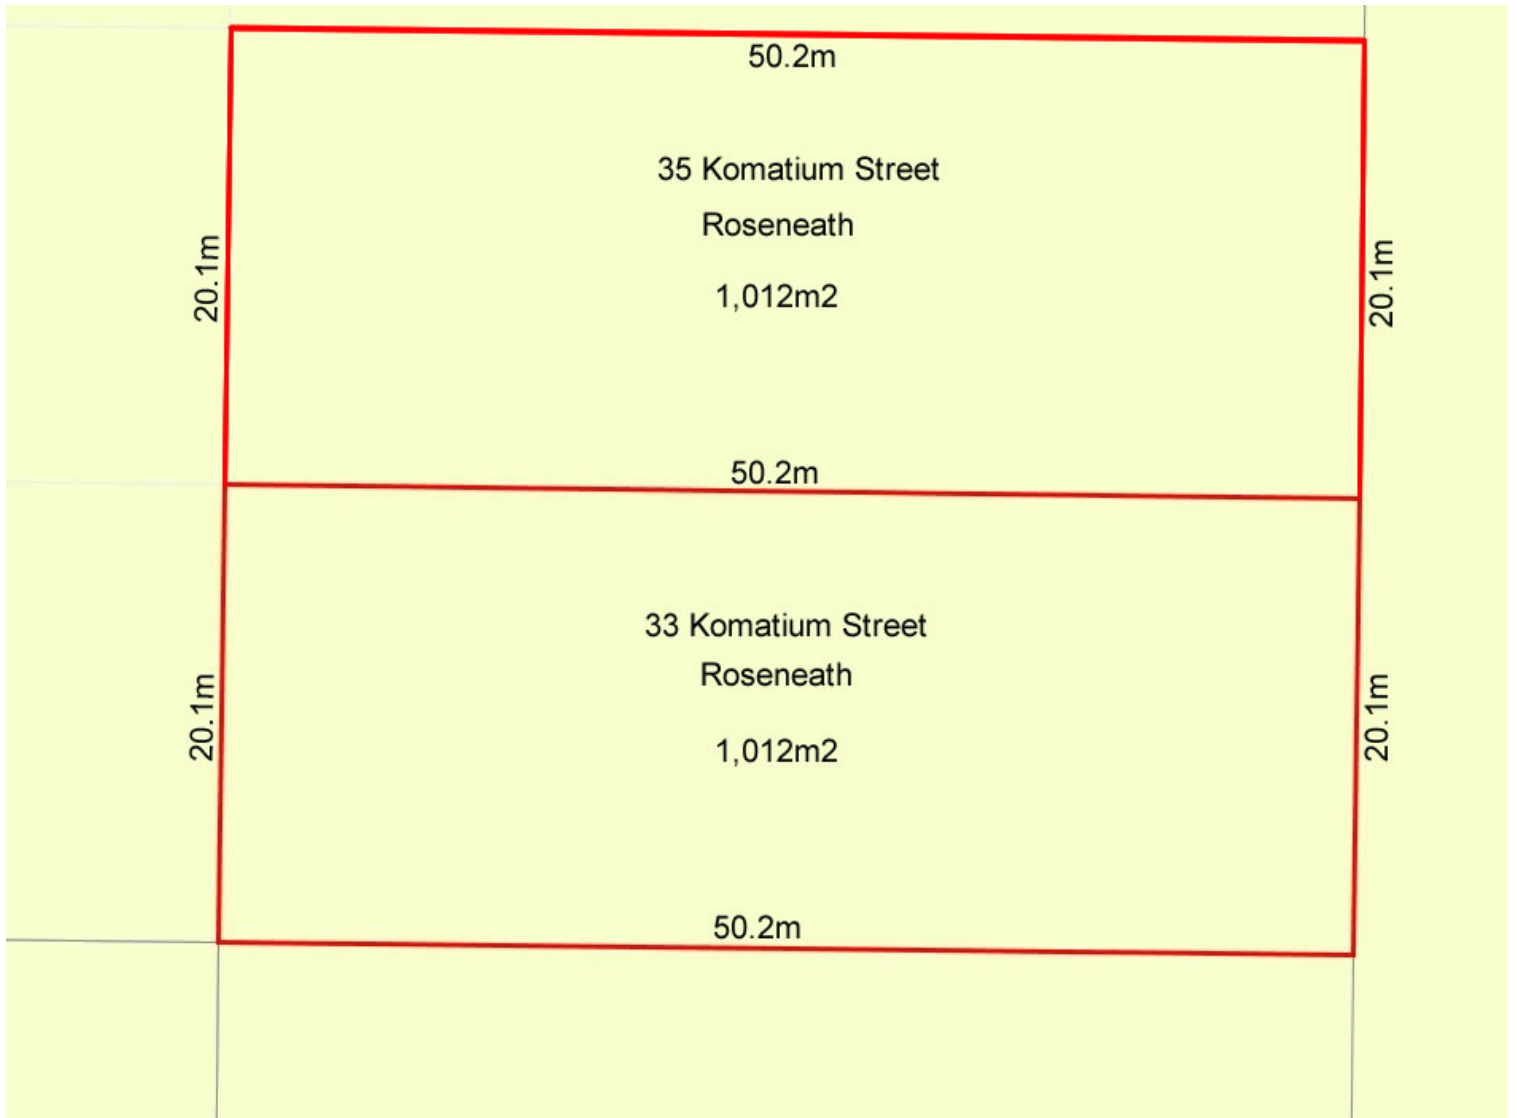 50.2m
35 Komatium Street
Roseneath
20.1m
20.1m
1,012m2
50.2m
33 Komatium Street
Roseneath
20.1m
20.1m
1,012m2
50.2m